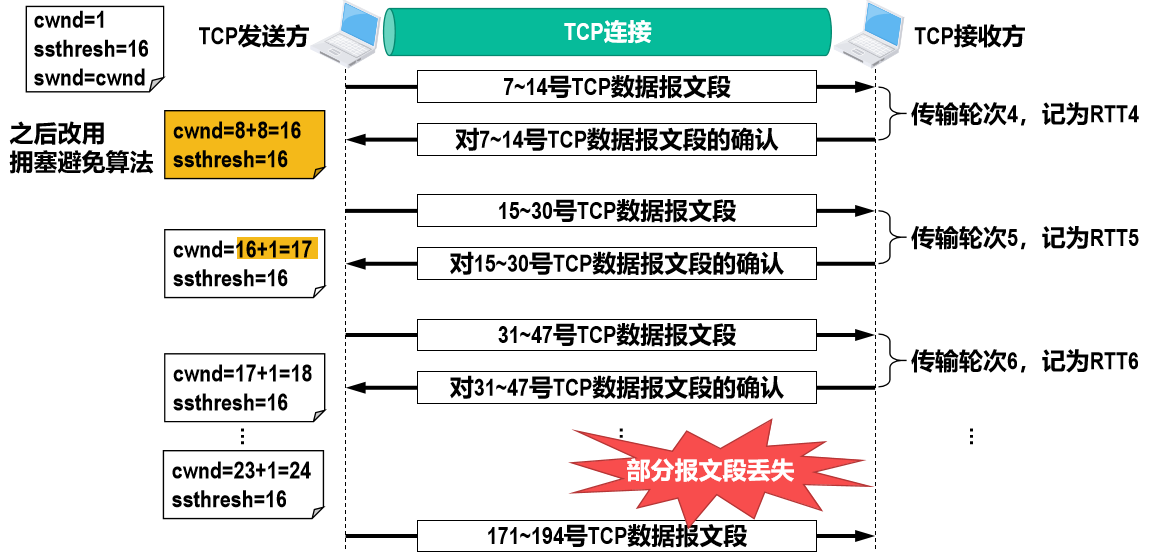 cwnd=1
ssthresh=16
swnd=cwnd
TCP发送方
TCP连接
TCP接收方
7~14号TCP数据报文段
传输轮次4，记为RTT4
之后改用
拥塞避免算法
cwnd=8+8=16
ssthresh=16
对7~14号TCP数据报文段的确认
15~30号TCP数据报文段
传输轮次5，记为RTT5
cwnd=16+1=17
ssthresh=16
对15~30号TCP数据报文段的确认
31~47号TCP数据报文段
传输轮次6，记为RTT6
cwnd=17+1=18
ssthresh=16
对31~47号TCP数据报文段的确认
⋮
⋮
⋮
部分报文段丢失
cwnd=23+1=24
ssthresh=16
171~194号TCP数据报文段